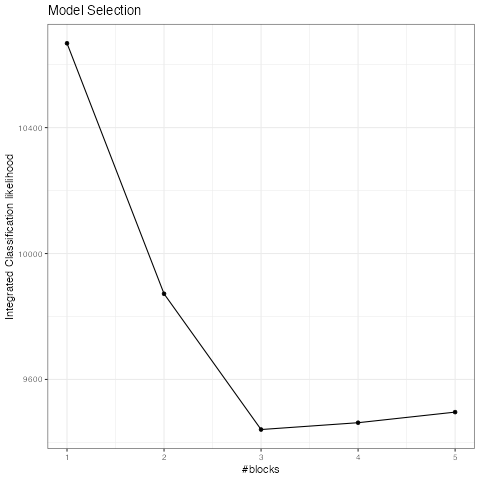 Model Selection
Integrated Classification likelihood
10400
10000
9600
1 2 3 4 5
#blocks